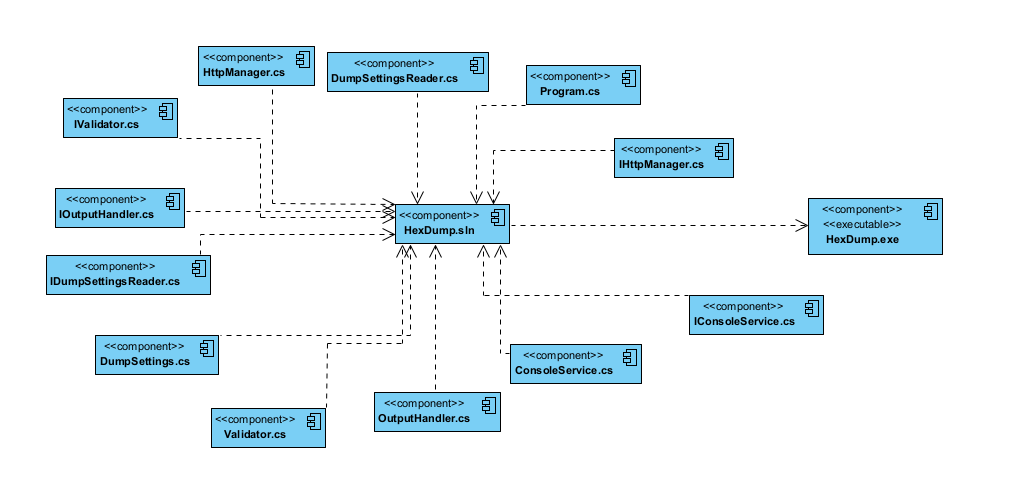 <<component>>
HttpManager.cs
<<component>>
DumpSettingsReader.cs
<<component>>
Program.cs
<<component>>
IValidator.cs
<<component>>
IHttpManager.cs
<<component>>
IOutputHandler.cs
<<component>>
HexDump.sln
<<component>>
<<executable>>
HexDump.exe
<<component>>
IDumpSettingsReader.cs
<<component>>
IConsoleService.cs
<<component>>
DumpSettings.cs
<<component>>
ConsoleService.cs
<<component>>
OutputHandler.cs
<<component>>
Validator.cs